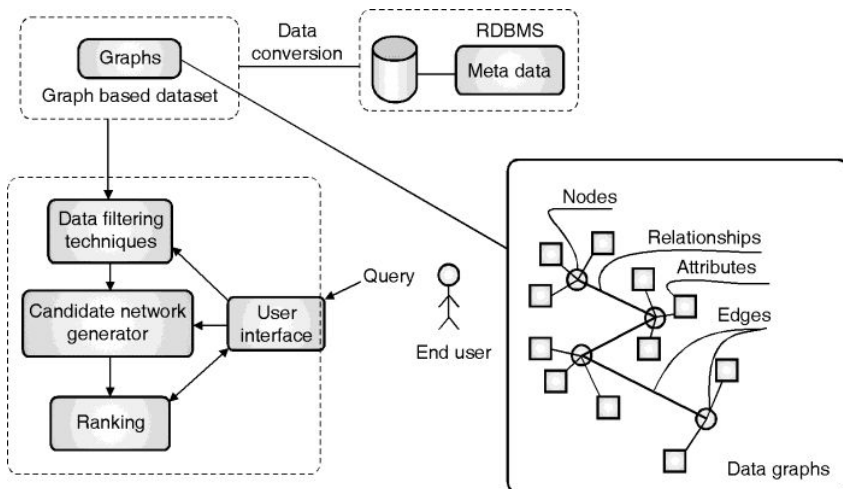 Data
conversion
RDBMS
Graphs
Meta data
Graph based dataset
Nodes
Data filtering
techniques
Relationships
Query
Attributes
Candidate network
generator
User
interface
Edges
End user
Ranking
Data graphs